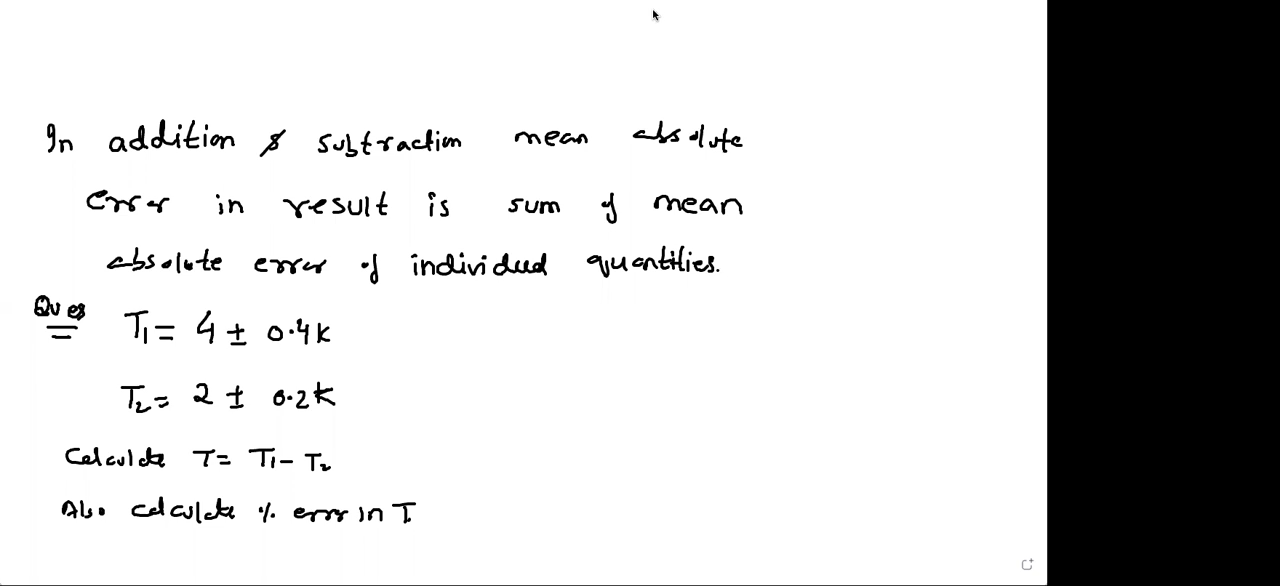 In addition & subtraction mean absolute
error in result is sum of mean
absolute error of individual quantities.
Ques T₁ = 4 ± 0.4K
T₂ = 2 ± 0.2K
Calculate T = T₁ - T₂
Also calculate % error in T